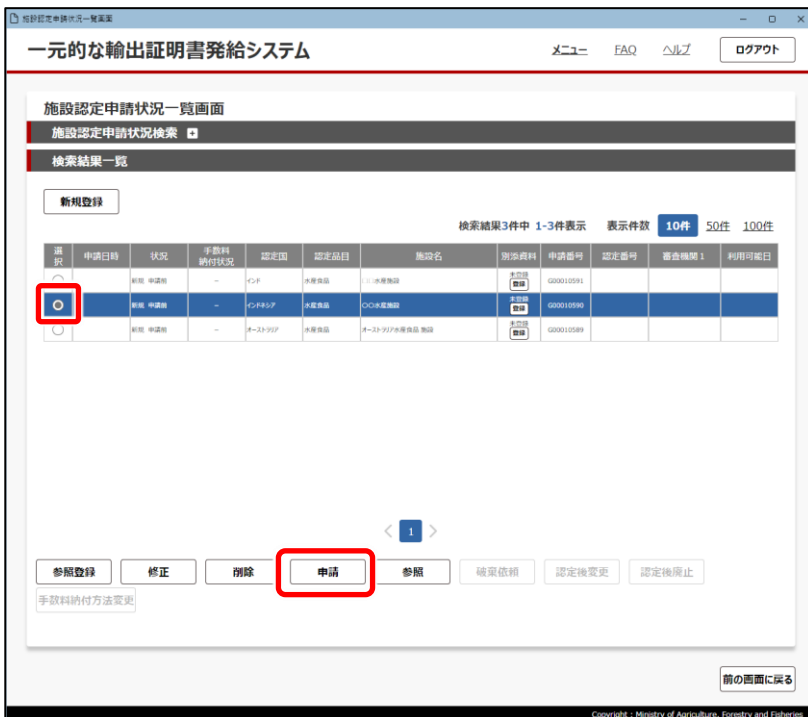 施設認定申請状況一覧画面
一元的な輸出証明書発給システム メニュー FAQ ヘルプ ログアウト
施設認定申請状況一覧画面
施設認定申請状況検索
検索結果一覧
新規登録
検索結果3件中 1-3件表示 表示件数 10件 50件 100件
選択 申請日時 状況 手数料納付状況 認定国 認定品目 施設名 別添資料 申請番号 認定番号 審査機関1 利用可能日
新規 申請前 － インド 水産食品 水産施設 未登録 登録 G00010591
新規 申請前 － インドネシア 水産食品 〇〇水産施設 未登録 登録 G00010590
新規 申請前 － オーストラリア 水産食品 オーストラリア水産食品 施設 未登録 登録 G00010589
< 1 >
参照登録 修正 削除 申請 参照 破棄依頼 認定後変更 認定後廃止
手数料納付方法変更
前の画面に戻る
Copyright : Ministry of Agriculture, Forestry and Fisheries